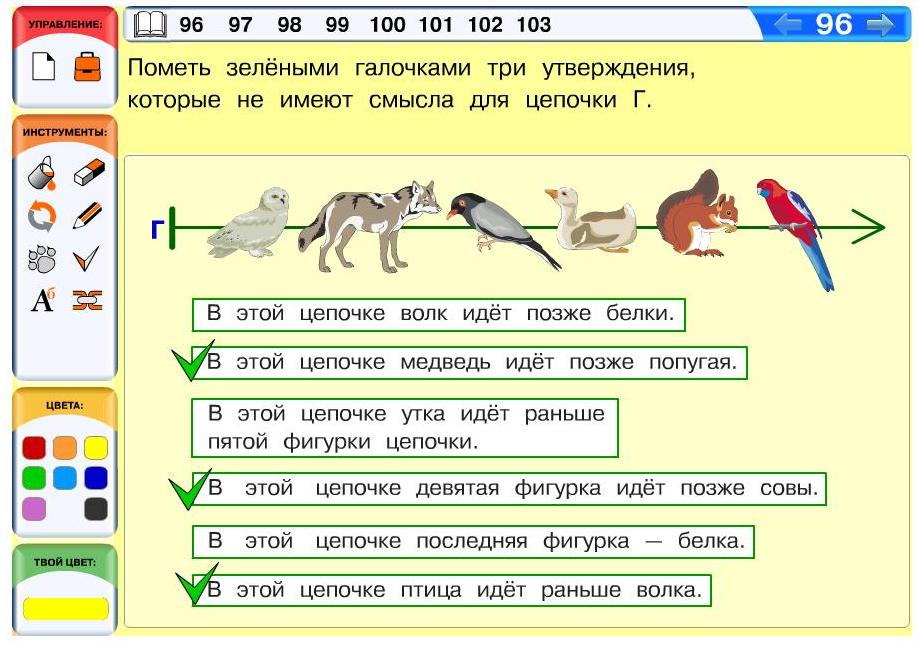 УПРАВЛЕНИЕ:
96 97 98 99 100 101 102 103
96
Пометь зелёными галочками три утверждения,
которые не имеют смысла для цепочки Г.
ИНСТРУМЕНТЫ:
Аб
Г
В этой цепочке волк идёт позже белки.
В этой цепочке медведь идёт позже попугая.
В этой цепочке утка идёт раньше
пятой фигурки цепочки.
В этой цепочке девятая фигурка идёт позже совы.
В этой цепочке последняя фигурка — белка.
В этой цепочке птица идёт раньше волка.
ЦВЕТА:
ТВОЙ ЦВЕТ: